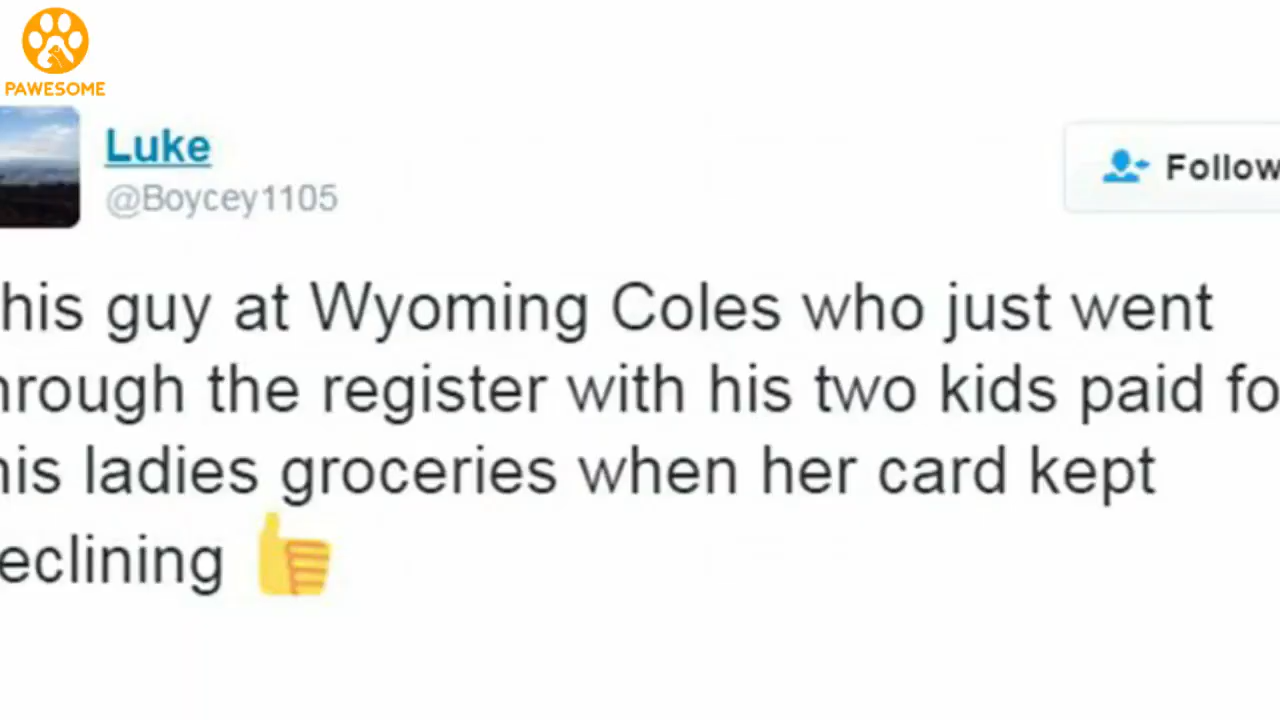 PAWESOME
Luke
@Boycey1105
Follow
his guy at Wyoming Coles who just went
hrough the register with his two kids paid fo
his ladies groceries when her card kept
eclining